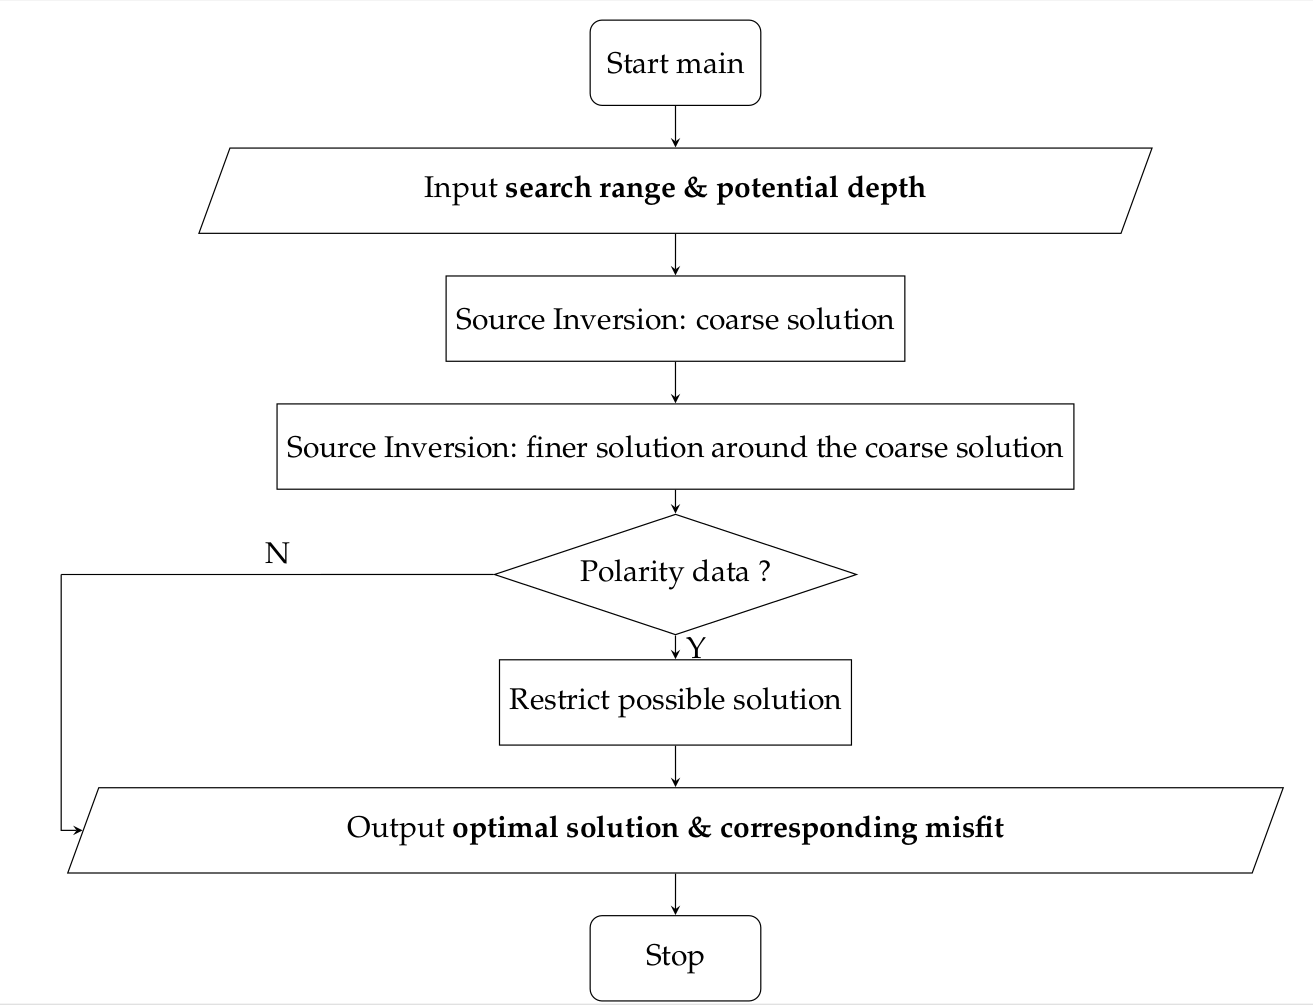 Start main
Input search range & potential depth
Source Inversion: coarse solution
Source Inversion: finer solution around the coarse solution
N
Polarity data ?
Y
Restrict possible solution
Output optimal solution & corresponding misfit
Stop